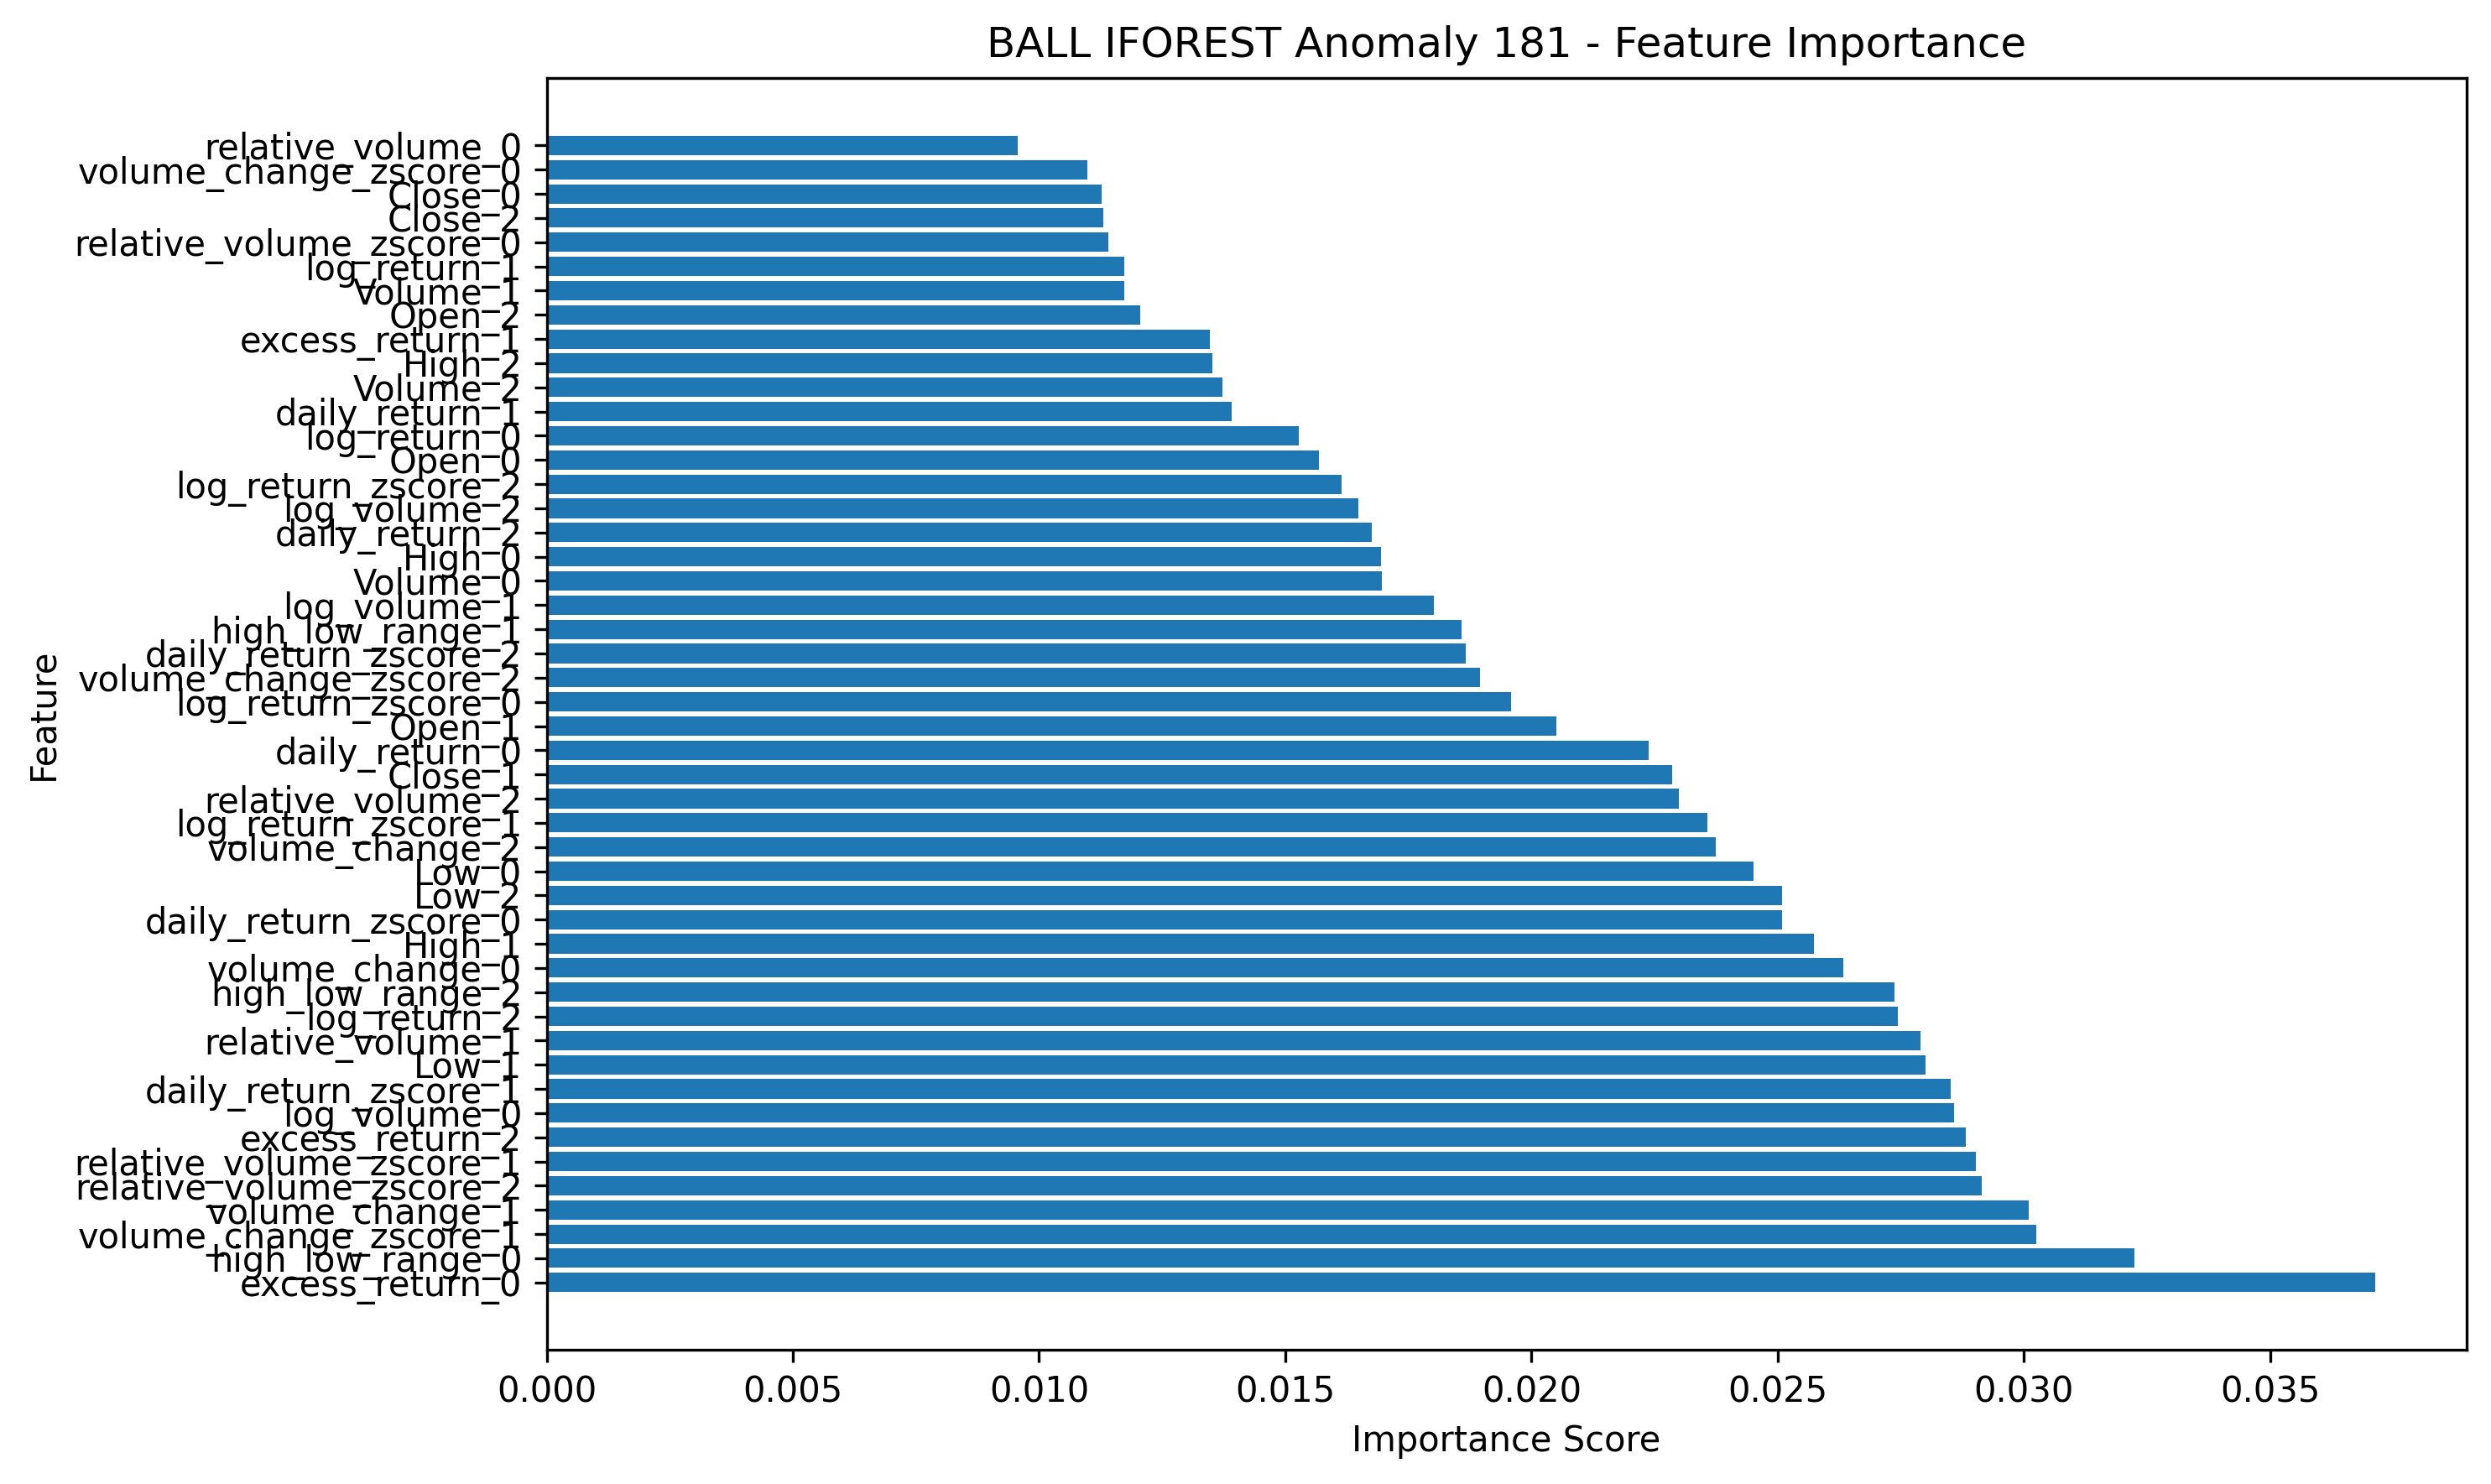 BALL IFOREST Anomaly 181 - Feature Importance
relative_volume_0
volume_change_zscore_0
Close_0
Close_2
relative_volume_zscore_0
log_return_1
Volume_1
Open_2
excess_return_1
High_2
Volume_2
daily_return_1
log_return_0
Open_0
log_return_zscore_2
log_volume_2
daily_return_2
High_0
Volume_0
log_volume_1
high_low_range_1
daily_return_zscore_2
volume_change_zscore_2
log_return_zscore_0
Open_1
daily_return_0
Close_1
relative_volume_2
log_return_zscore_1
volume_change_2
Low_0
Low_2
daily_return_zscore_0
High_1
volume_change_0
high_low_range_2
log_return_2
relative_volume_1
Low_1
daily_return_zscore_1
log_volume_0
excess_return_2
relative_volume_zscore_1
relative_volume_zscore_2
volume_change_1
volume_change_zscore_1
high_low_range_0
excess_return_0
Feature
0.000 0.005 0.010 0.015 0.020 0.025 0.030 0.035
Importance Score